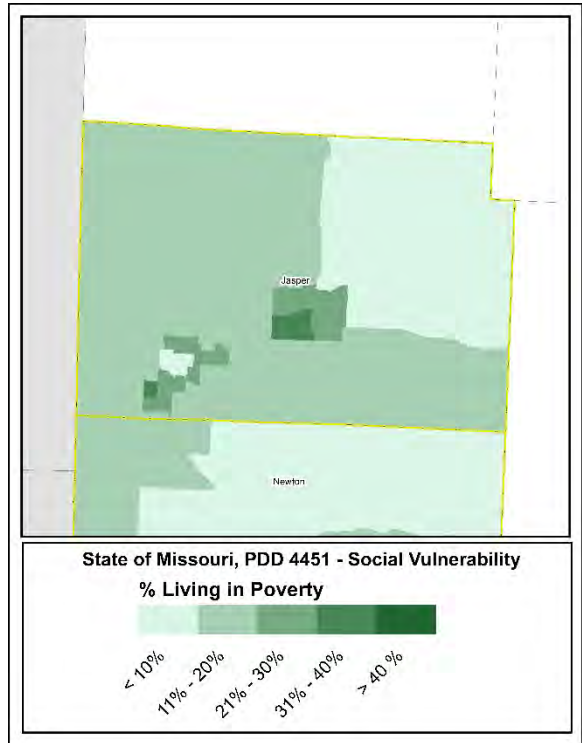 Jasper
Newton
State of Missouri, PDD 4451 - Social Vulnerability
% Living in Poverty
< 10%
11% - 20%
21% - 30%
31% - 40%
> 40 %